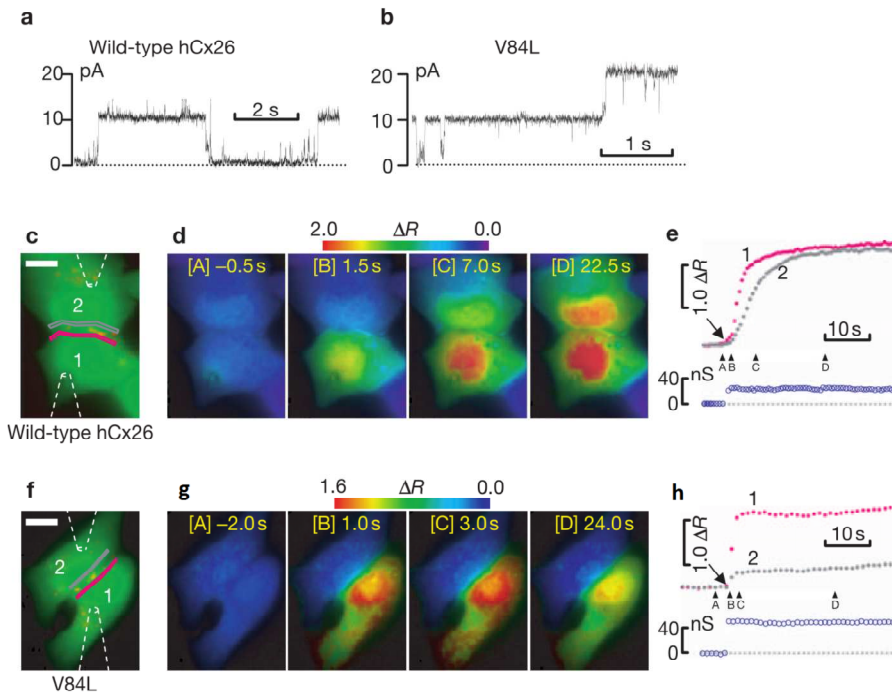 a
Wild-type hCx26
pA
20
10
0
2 s
b
V84L
pA
20
10
0
1 s
c
2
1
Wild-type hCx26
d
2.0 ΔR 0.0
[A] –0.5 s
[B] 1.5 s
[C] 7.0 s
[D] 22.5 s
e
1.0 ΔR
1
2
10 s
A B C D
40
0
nS
f
2
1
V84L
g
1.6 ΔR 0.0
[A] –2.0 s
[B] 1.0 s
[C] 3.0 s
[D] 24.0 s
h
1.0 ΔR
1
2
10 s
A B C D
40
0
nS